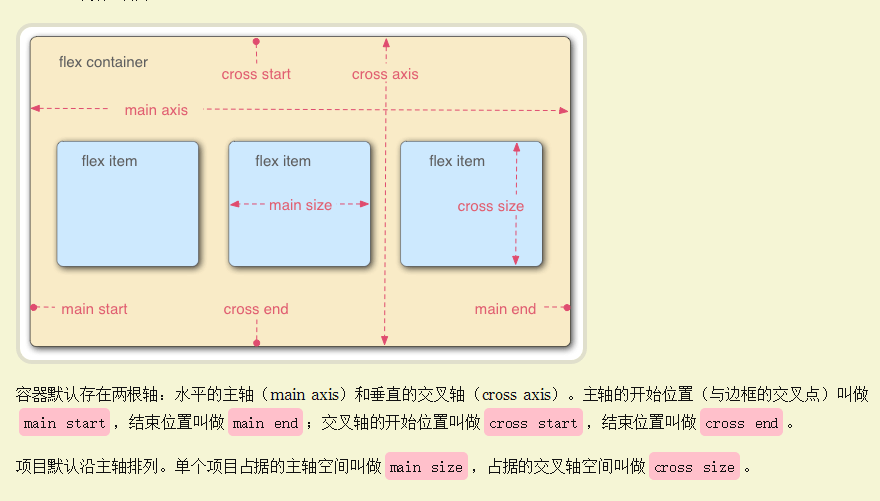 flex container
cross start
cross axis
main axis
flex item
flex item
flex item
main size
cross size
main start
cross end
main end
容器默认存在两根轴：水平的主轴（main axis）和垂直的交叉轴（cross axis）。主轴的开始位置（与边框的交叉点）叫做
main start，结束位置叫做 main end；交叉轴的开始位置叫做 cross start，结束位置叫做 cross end。
项目默认沿主轴排列。单个项目占据的主轴空间叫做 main size，占据的交叉轴空间叫做 cross size。